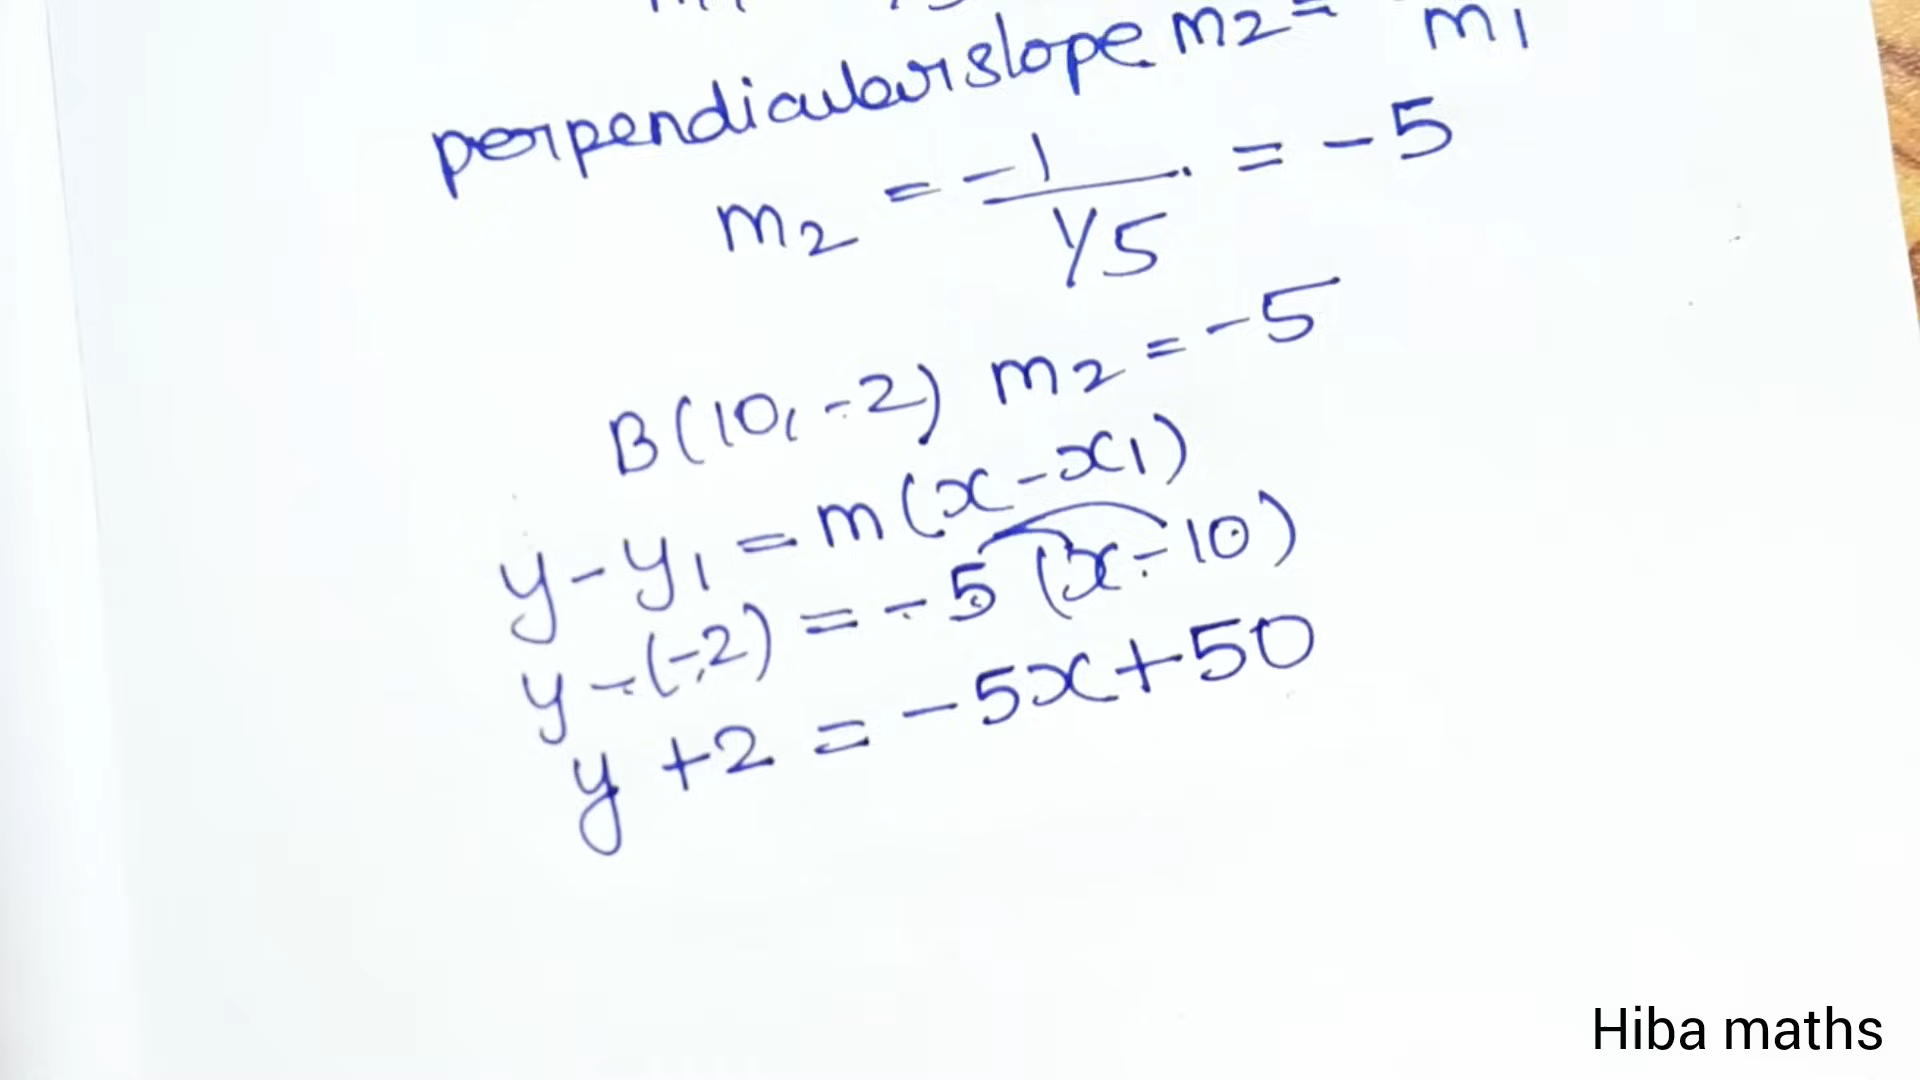 perpendicular slope m2 = m1
m2 = -1/1/5 = -5
B(10, -2) m2 = -5
y - y1 = m(x - x1)
y - (-2) = -5(x - 10)
y + 2 = -5x + 50
Hiba maths